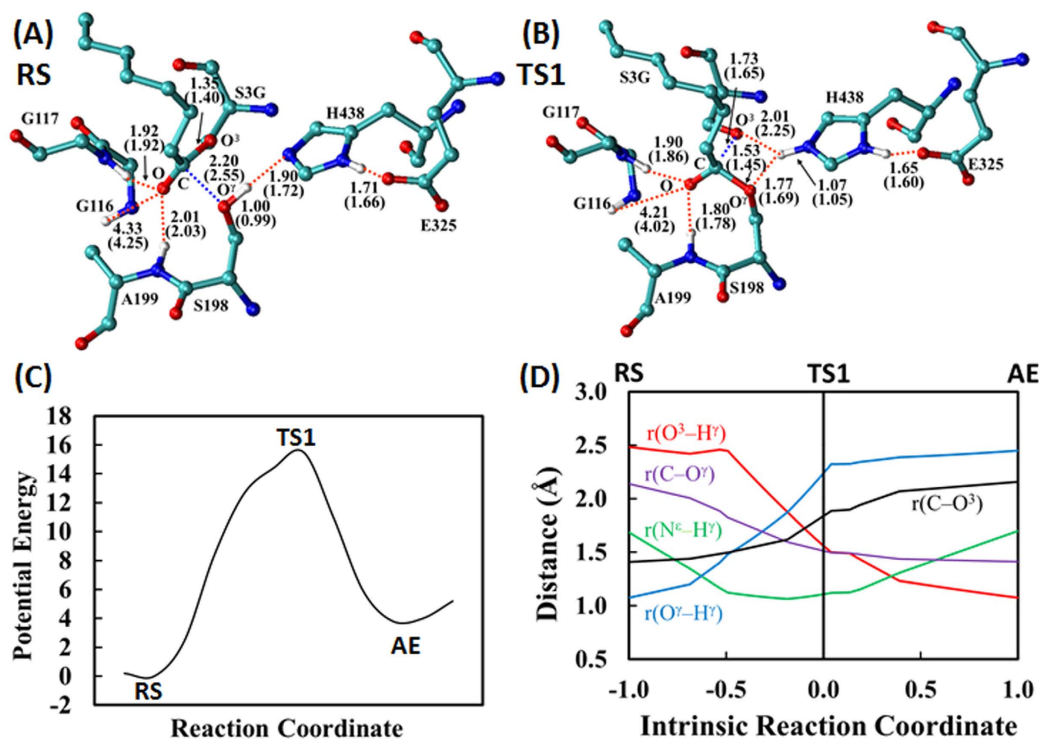 (A)
RS
S3G
1.35
(1.40)
O³
H438
G117
1.92
(1.92)
O
C
2.20
(2.55)
Oγ
1.90
(1.72)
1.71
(1.66)
G116
4.33
(4.25)
2.01
(2.03)
1.00
(0.99)
E325
A199
S198
(B)
TS1
S3G
1.73
(1.65)
H438
G117
O³
2.01
(2.25)
1.90
(1.86)
1.53
(1.45)
E325
1.65
(1.60)
O
C
Oγ
1.77
(1.69)
1.07
(1.05)
G116
4.21
(4.02)
1.80
(1.78)
A199
S198
(C)
Potential Energy
18
16
14
12
10
8
6
4
2
0
-2
TS1
RS
AE
Reaction Coordinate
(D)
RS
TS1
AE
Distance (Å)
3.0
2.5
2.0
1.5
1.0
0.5
r(O³–Hγ)
r(C–Oγ)
r(C–O³)
r(Nε–Hγ)
r(Oγ–Hγ)
-1.0
-0.5
0.0
0.5
1.0
Intrinsic Reaction Coordinate